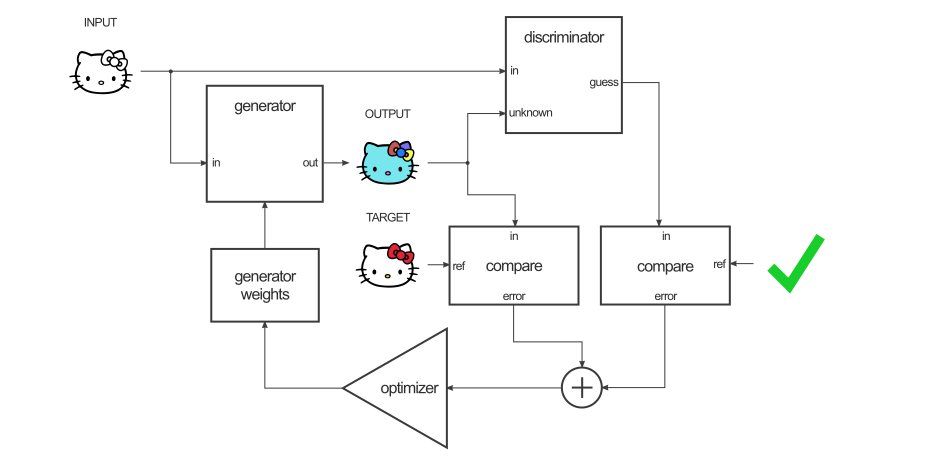 INPUT
discriminator
in
guess
generator
OUTPUT
unknown
in
out
TARGET
in
in
generator
weights
ref
compare
compare
ref
error
error
optimizer